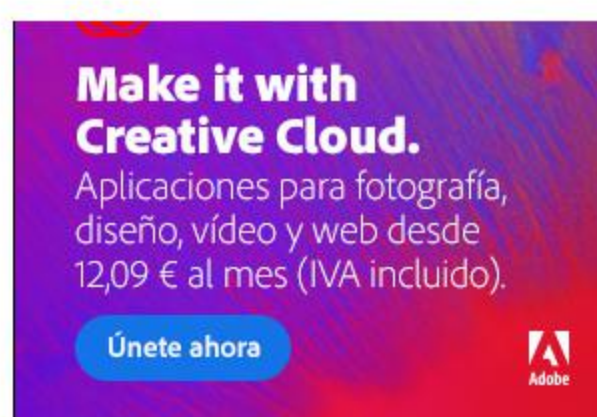 Make it with
Creative Cloud.
Aplicaciones para fotografía,
diseño, vídeo y web desde
12,09 € al mes (IVA incluido).
Únete ahora
Adobe